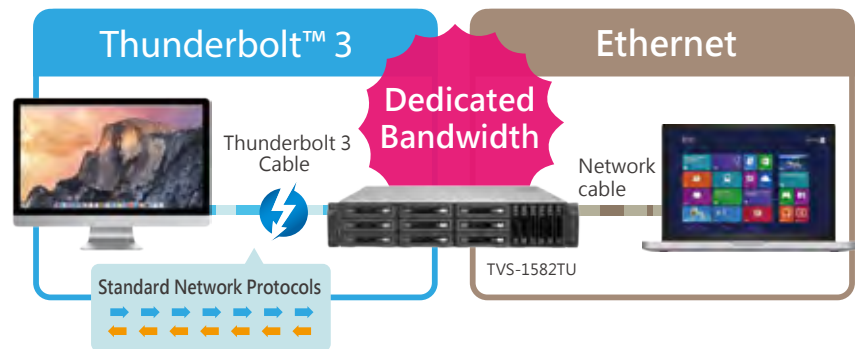 Thunderbolt™ 3
Ethernet
Dedicated
Bandwidth
Thunderbolt 3
Cable
Network
cable
TVS-1582TU
Standard Network Protocols